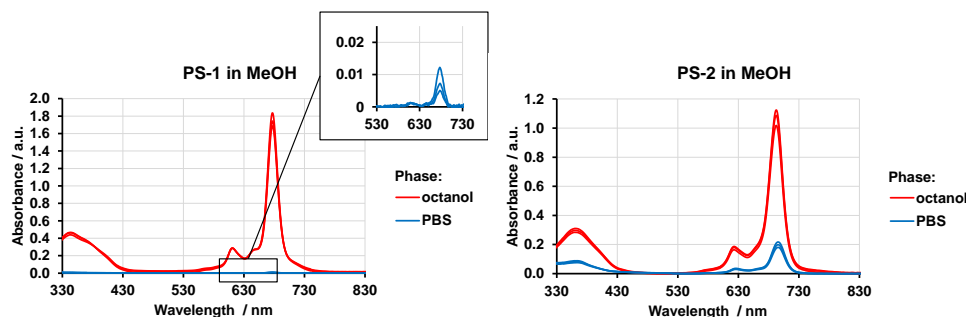 0.02
0.01
0
530 630 730
PS-1 in MeOH
2.0
1.8
1.6
1.4
1.2
1.0
0.8
0.6
0.4
0.2
0.0
330 430 530 630 730 830
Absorbance / a.u.
Wavelength / nm
Phase:
octanol
PBS
PS-2 in MeOH
1.2
1.0
0.8
0.6
0.4
0.2
0.0
330 430 530 630 730 830
Absorbance / a.u.
Wavelength / nm
Phase:
octanol
PBS